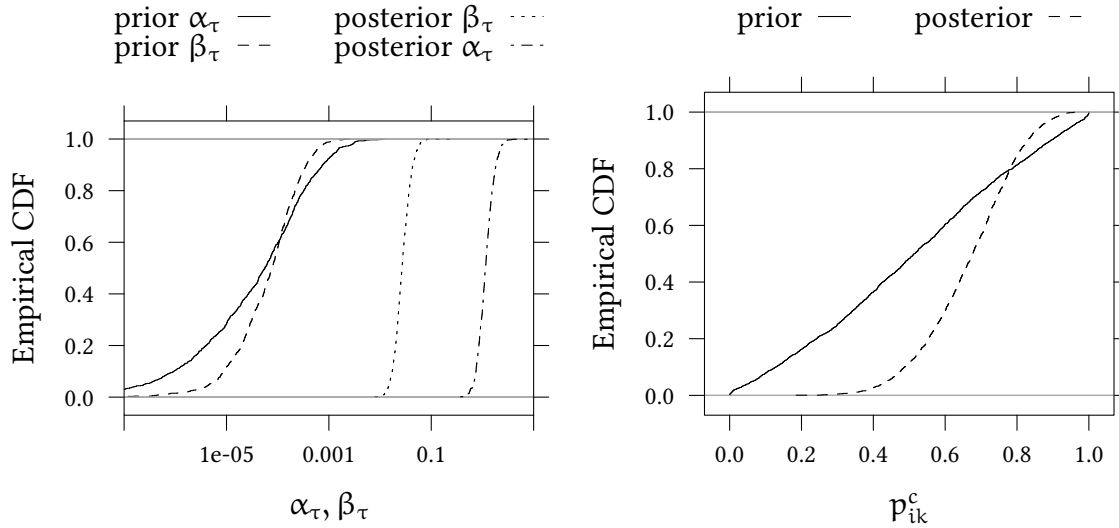 prior α_τ posterior β_τ
prior β_τ posterior α_τ
Empirical CDF
1.0
0.8
0.6
0.4
0.2
0.0
1e-05 0.001 0.1
α_τ, β_τ
prior posterior
Empirical CDF
1.0
0.8
0.6
0.4
0.2
0.0
0.0 0.2 0.4 0.6 0.8 1.0
p^c_ik